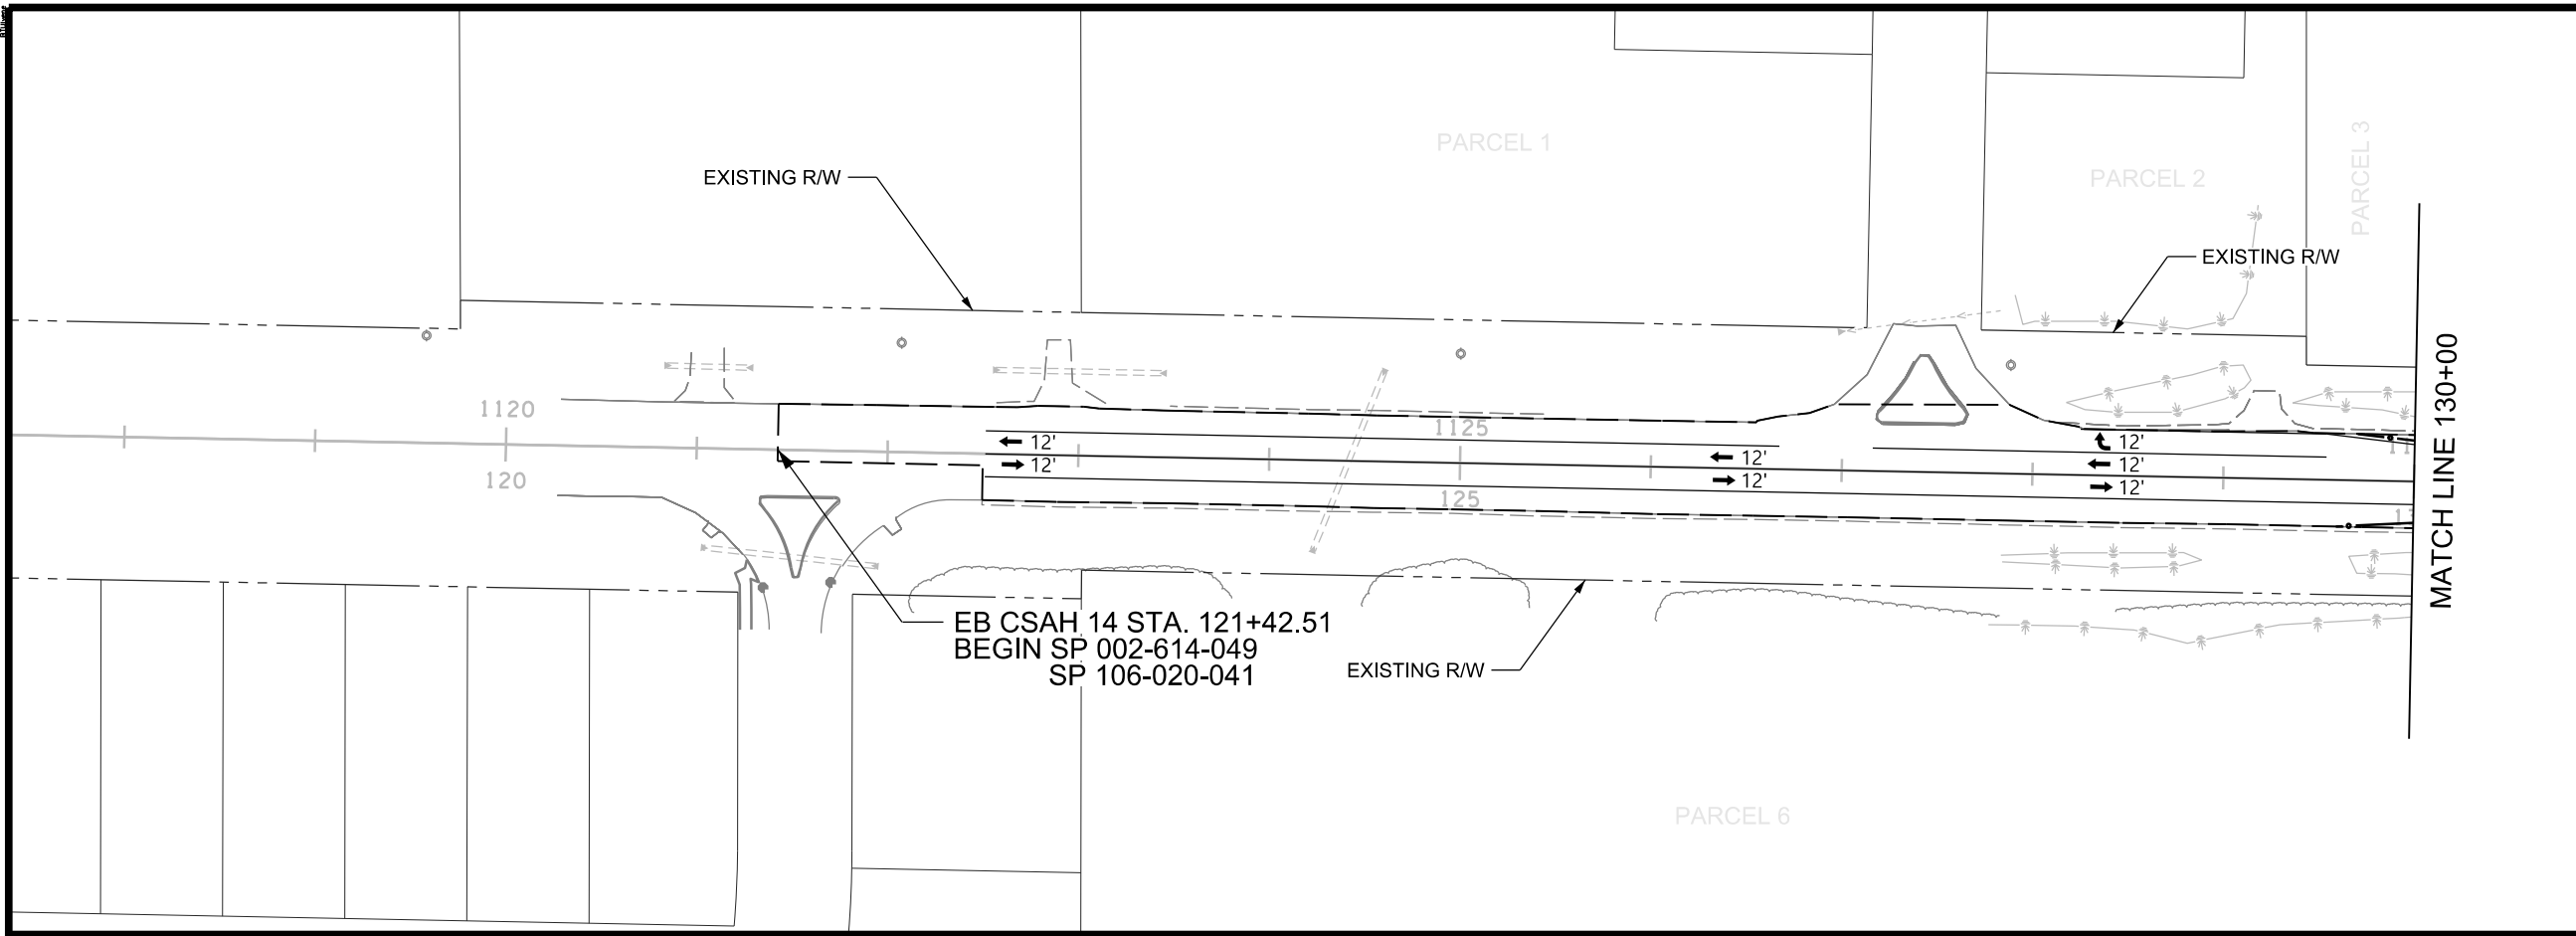 PARCEL 1
PARCEL 2
PARCEL 3
EXISTING R/W
EXISTING R/W
MATCH LINE 130+00
1120
120
1125
125
12'
12'
12'
12'
12'
12'
12'
EB CSAH 14 STA. 121+42.51
BEGIN SP 002-614-049
SP 106-020-041
EXISTING R/W
PARCEL 6